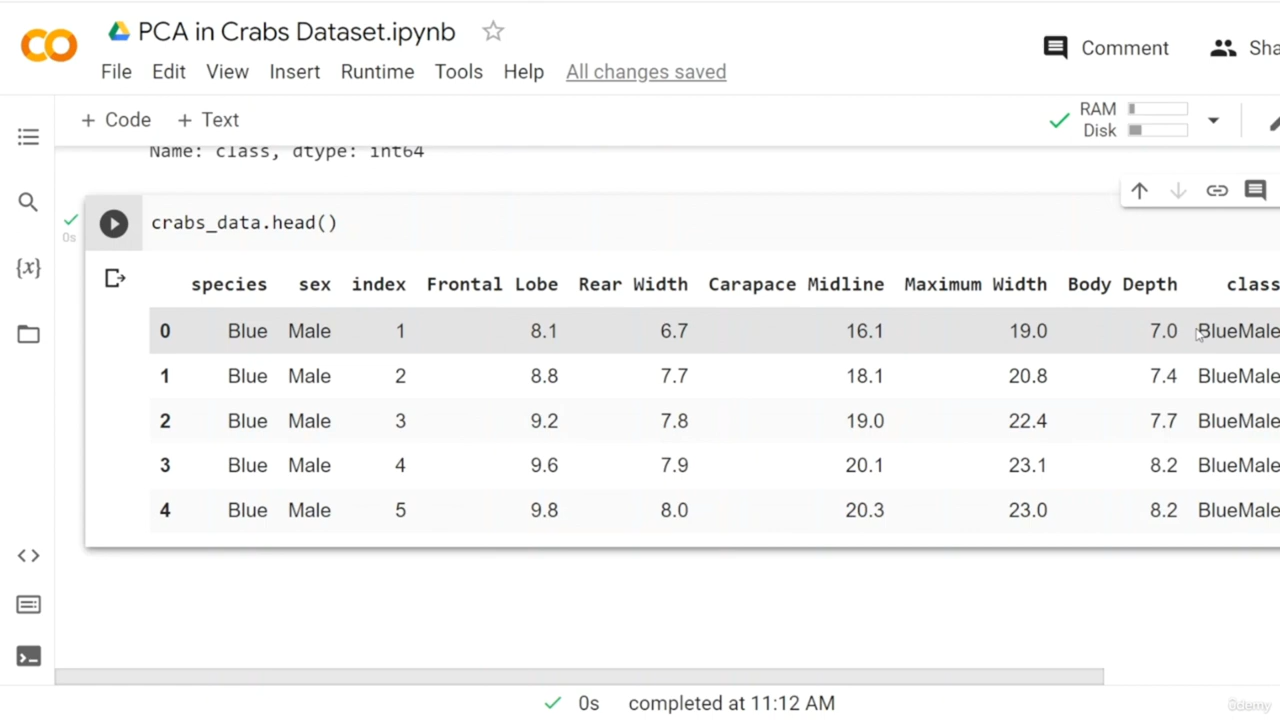 PCA in Crabs Dataset.ipynb
Comment
File Edit View Insert Runtime Tools Help All changes saved
+ Code + Text
RAM
Disk
Name: class, dtype: int64
0s
crabs_data.head()
species sex index Frontal Lobe Rear Width Carapace Midline Maximum Width Body Depth class
0 Blue Male 1 8.1 6.7 16.1 19.0 7.0 BlueMale
1 Blue Male 2 8.8 7.7 18.1 20.8 7.4 BlueMale
2 Blue Male 3 9.2 7.8 19.0 22.4 7.7 BlueMale
3 Blue Male 4 9.6 7.9 20.1 23.1 8.2 BlueMale
4 Blue Male 5 9.8 8.0 20.3 23.0 8.2 BlueMale
0s completed at 11:12 AM